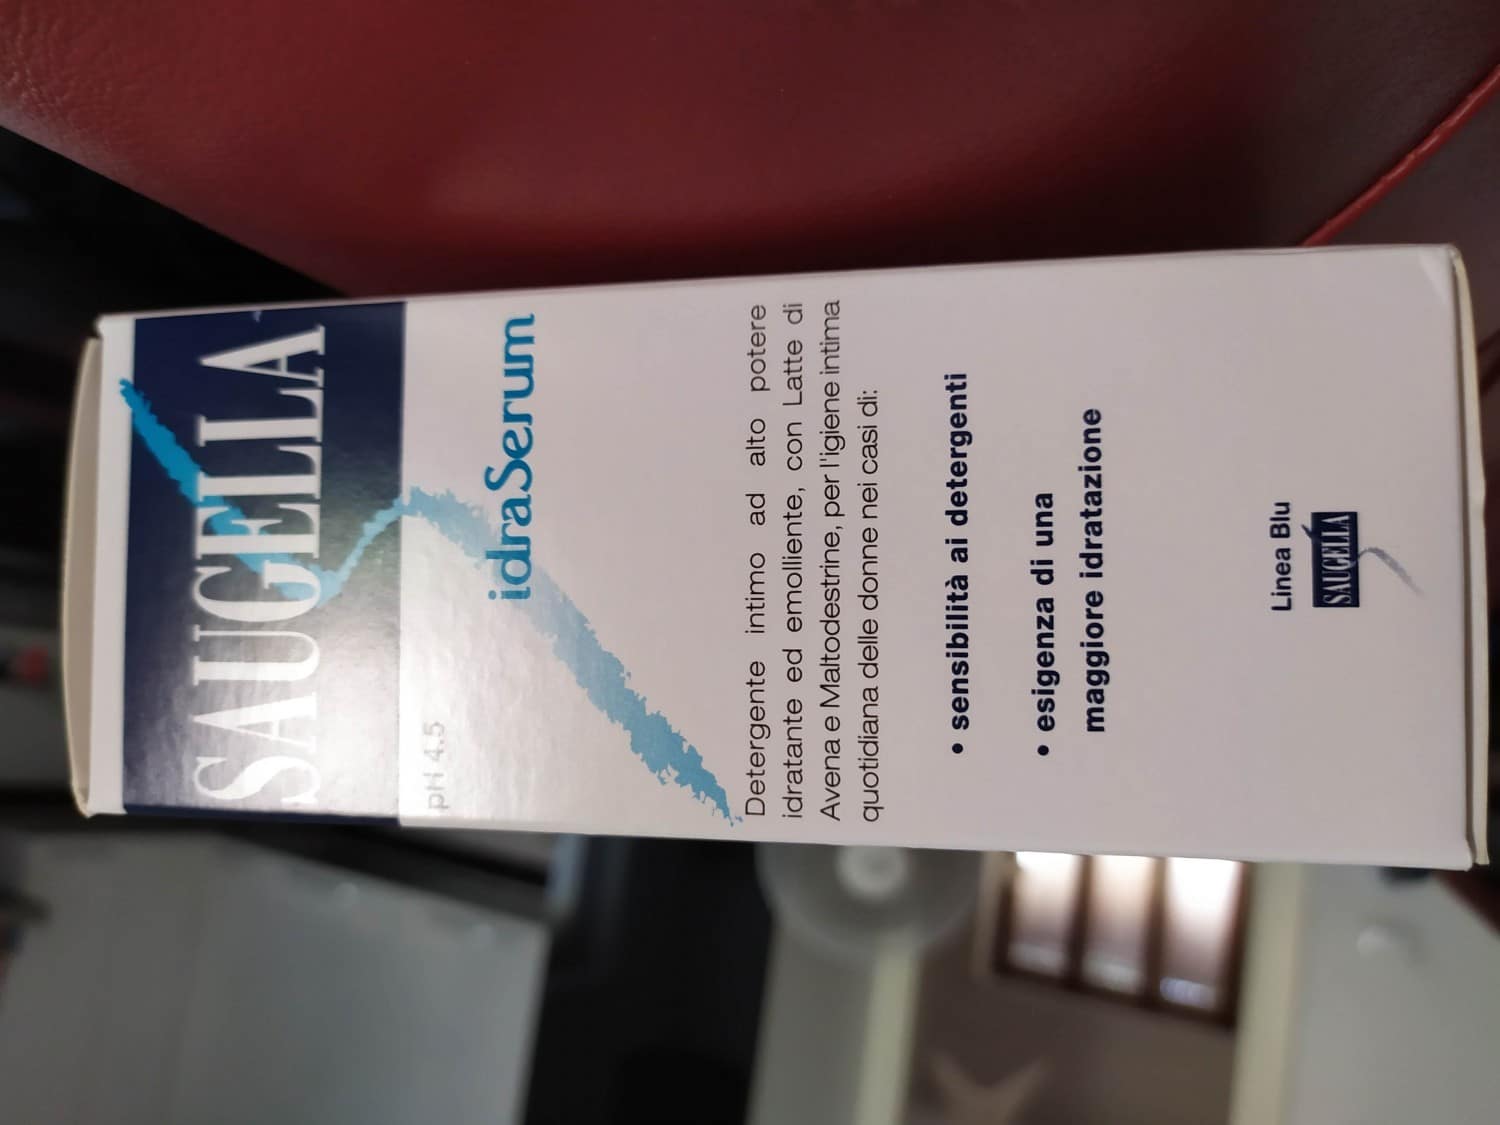 SAUGELLA
pH 4.5
idraSerum
Detergente intimo ad alto potere
idratante ed emolliente, con Latte di
Avena e Maltodestrine, per l'igiene intima
quotidiana delle donne nei casi di:
• sensibilità ai detergenti
• esigenza di una
maggiore idratazione
Linea Blu
SAUGELLA